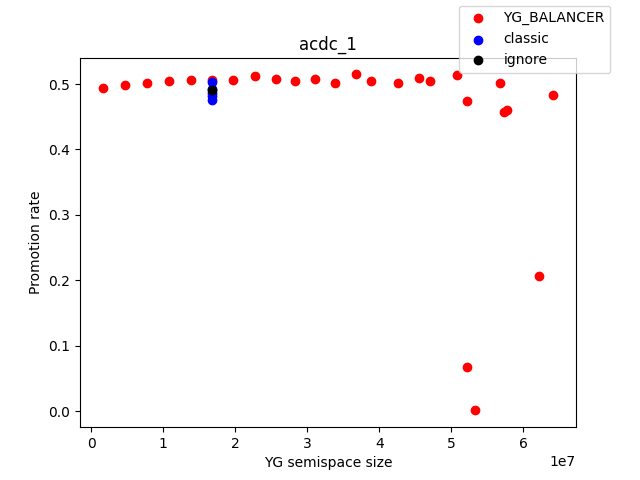 acdc_1
YG_BALANCER
classic
ignore
0.5
0.4
0.3
0.2
0.1
0.0
Promotion rate
0 1 2 3 4 5 6
1e7
YG semispace size